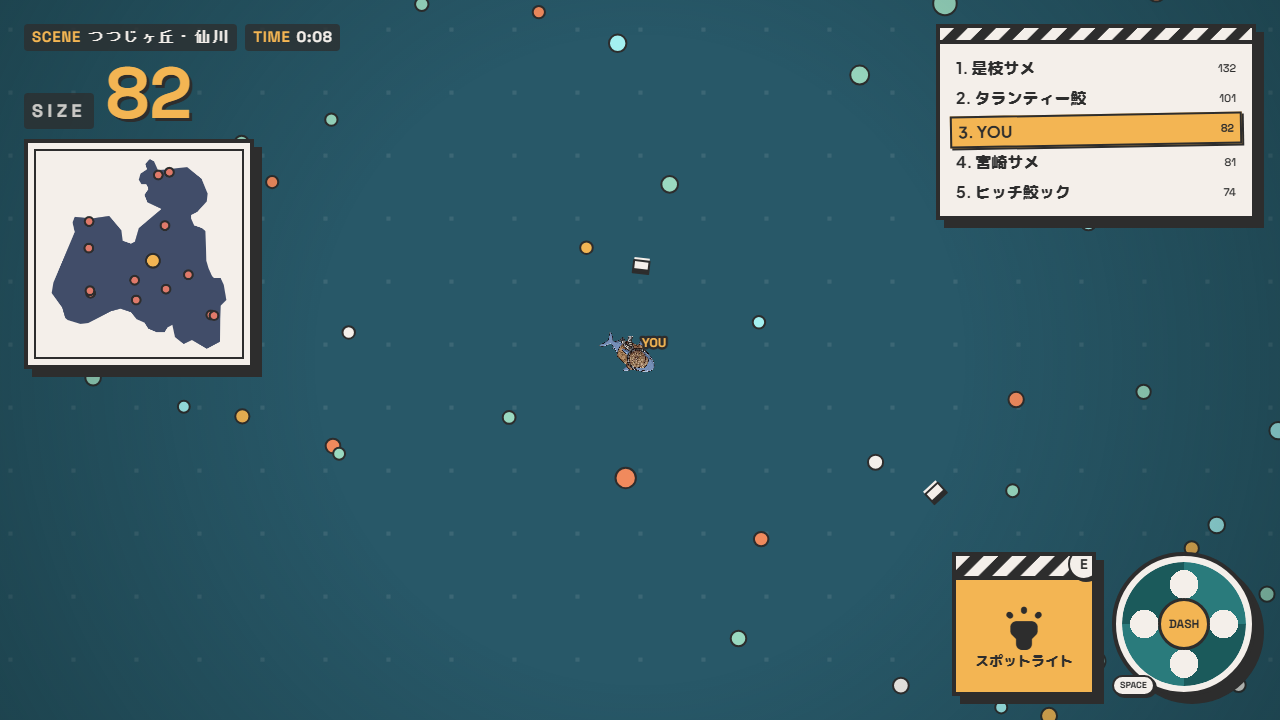 SCENE つつじヶ丘・仙川 TIME 0:08
SIZE 82
1. 是枝サメ 132
2. タランティー鮫 101
3. YOU 82
4. 宮崎サメ 81
5. ヒッチ鮫ック 74
YOU
E
スポットライト
DASH
SPACE